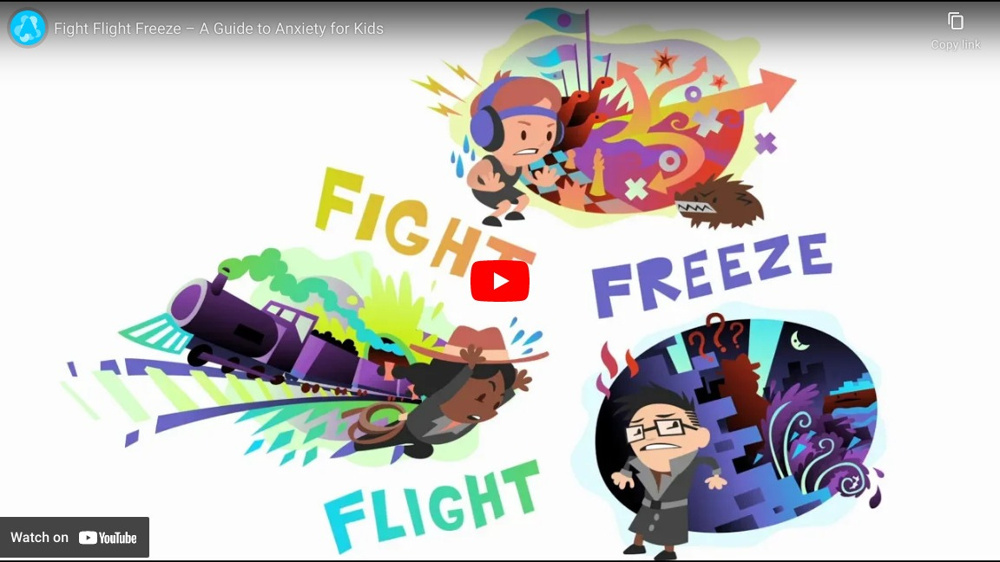 Fight Flight Freeze – A Guide to Anxiety for Kids
Copy link
FIGHT
FREEZE
???
FLIGHT
Watch on YouTube